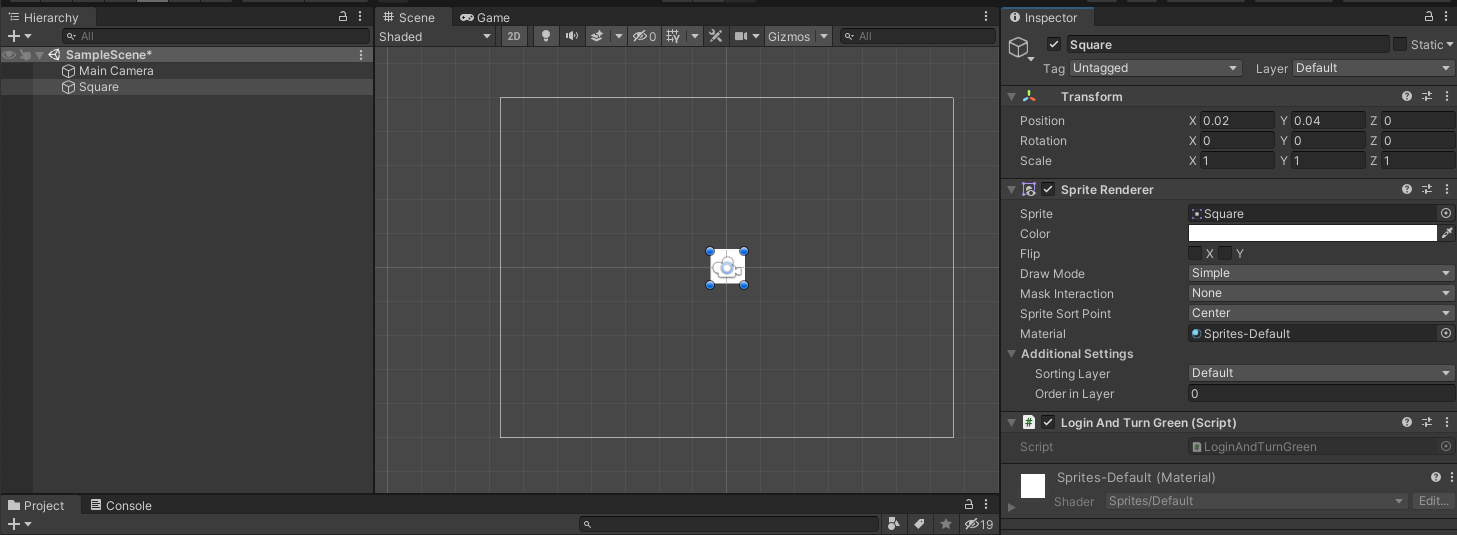 Hierarchy
All
SampleScene*
Main Camera
Square
Scene
Game
Shaded
2D
0
Gizmos
All
Inspector
Square
Static
Tag
Untagged
Layer
Default
Transform
Position
X 0.02
Y 0.04
Z 0
Rotation
X 0
Y 0
Z 0
Scale
X 1
Y 1
Z 1
Sprite Renderer
Sprite
Square
Color
Flip
X
Y
Draw Mode
Simple
Mask Interaction
None
Sprite Sort Point
Center
Material
Sprites-Default
Additional Settings
Sorting Layer
Default
Order in Layer
0
Login And Turn Green (Script)
Script
LoginAndTurnGreen
Sprites-Default (Material)
Shader
Sprites/Default
Edit...
Project
Console
19